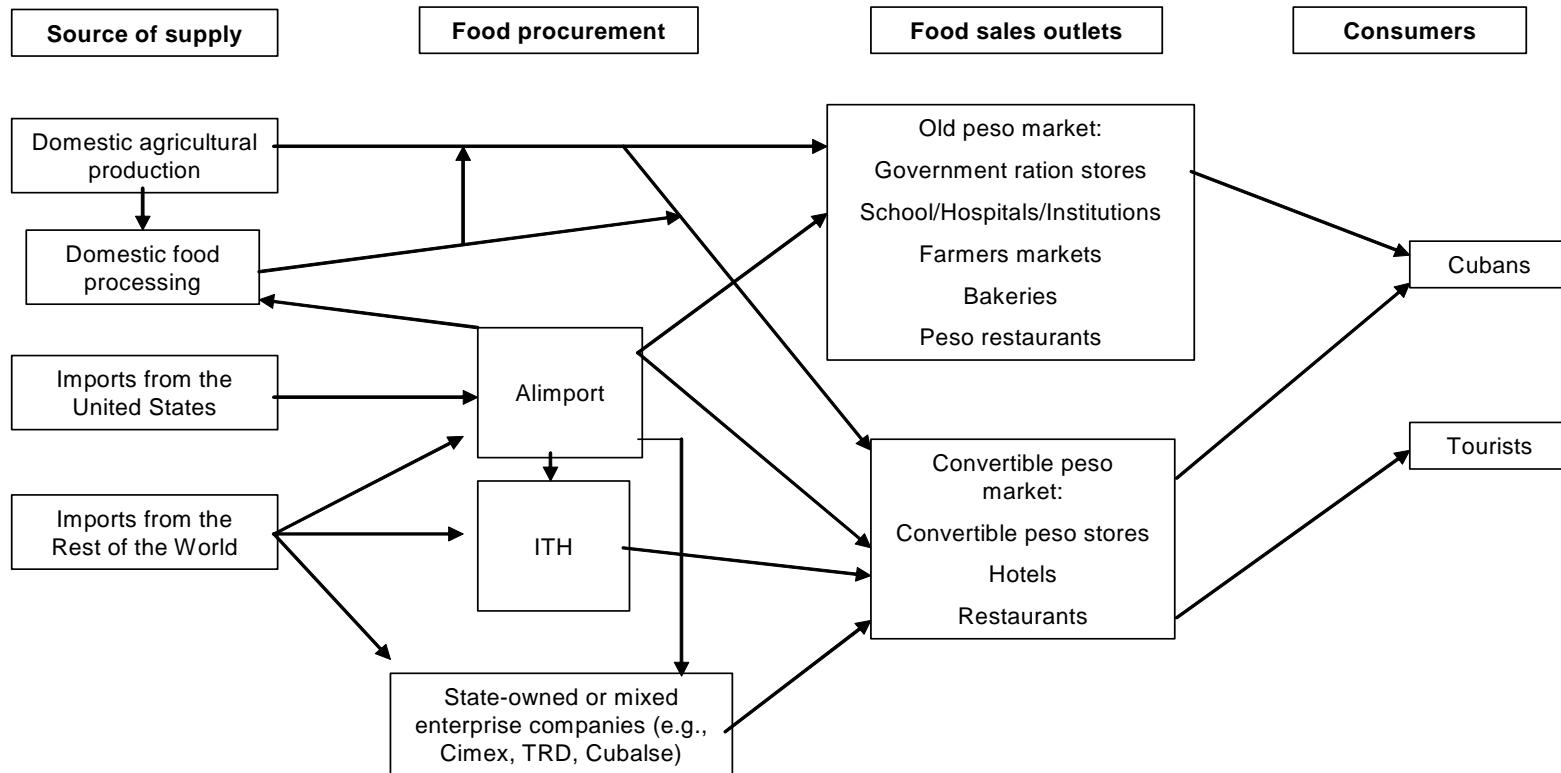 Source of supply
Food procurement
Food sales outlets
Consumers
Domestic agricultural
production
Domestic food
processing
Imports from the
United States
Imports from the
Rest of the World
Alimport
ITH
State-owned or mixed
enterprise companies (e.g.,
Cimex, TRD, Cubalse)
Old peso market:
Government ration stores
School/Hospitals/Institutions
Farmers markets
Bakeries
Peso restaurants
Convertible peso
market:
Convertible peso stores
Hotels
Restaurants
Cubans
Tourists